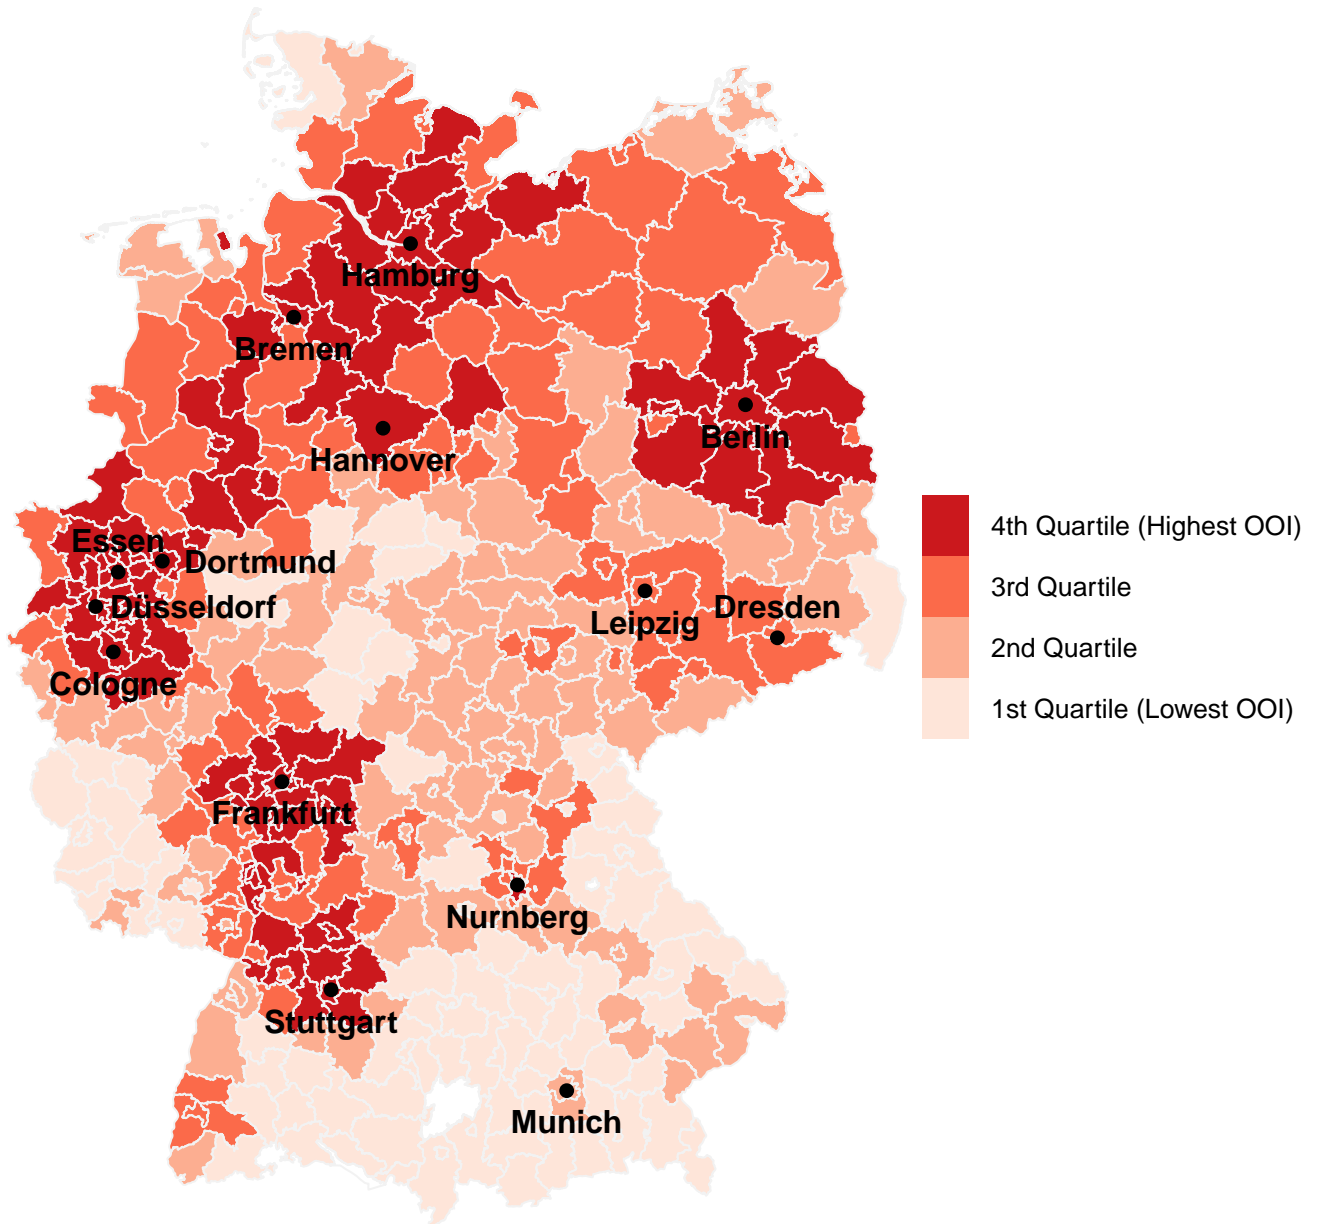 Hamburg
Bremen
Berlin
Hannover
Essen
Dortmund
Düsseldorf
Leipzig
Dresden
Cologne
Frankfurt
Nurnberg
Stuttgart
Munich
4th Quartile (Highest OOI)
3rd Quartile
2nd Quartile
1st Quartile (Lowest OOI)